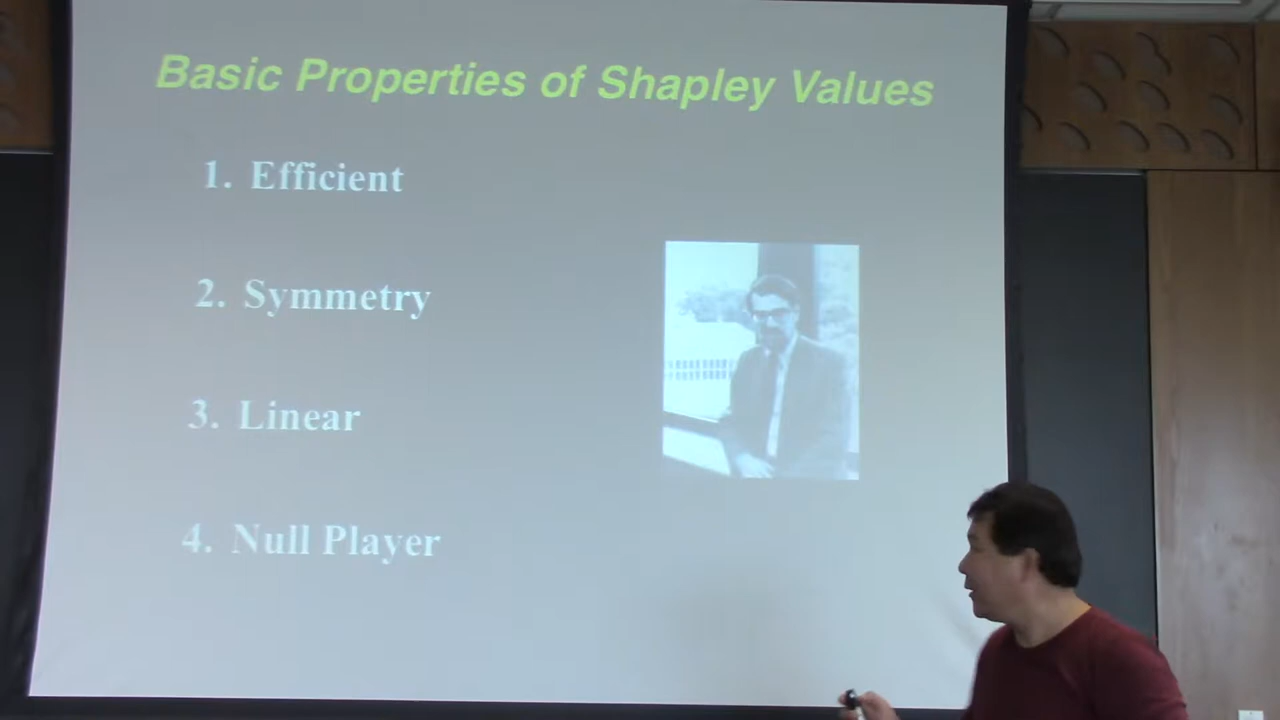 Basic Properties of Shapley Values
1. Efficient
2. Symmetry
3. Linear
4. Null Player